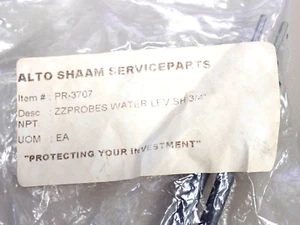 ALTO SHAAM SERVICEPARTS
Item # : PR-3707
Desc : ZZPROBES,WATER LEV SH 3/4"
NPT
UOM : EA
"PROTECTING YOUR INVESTMENT"